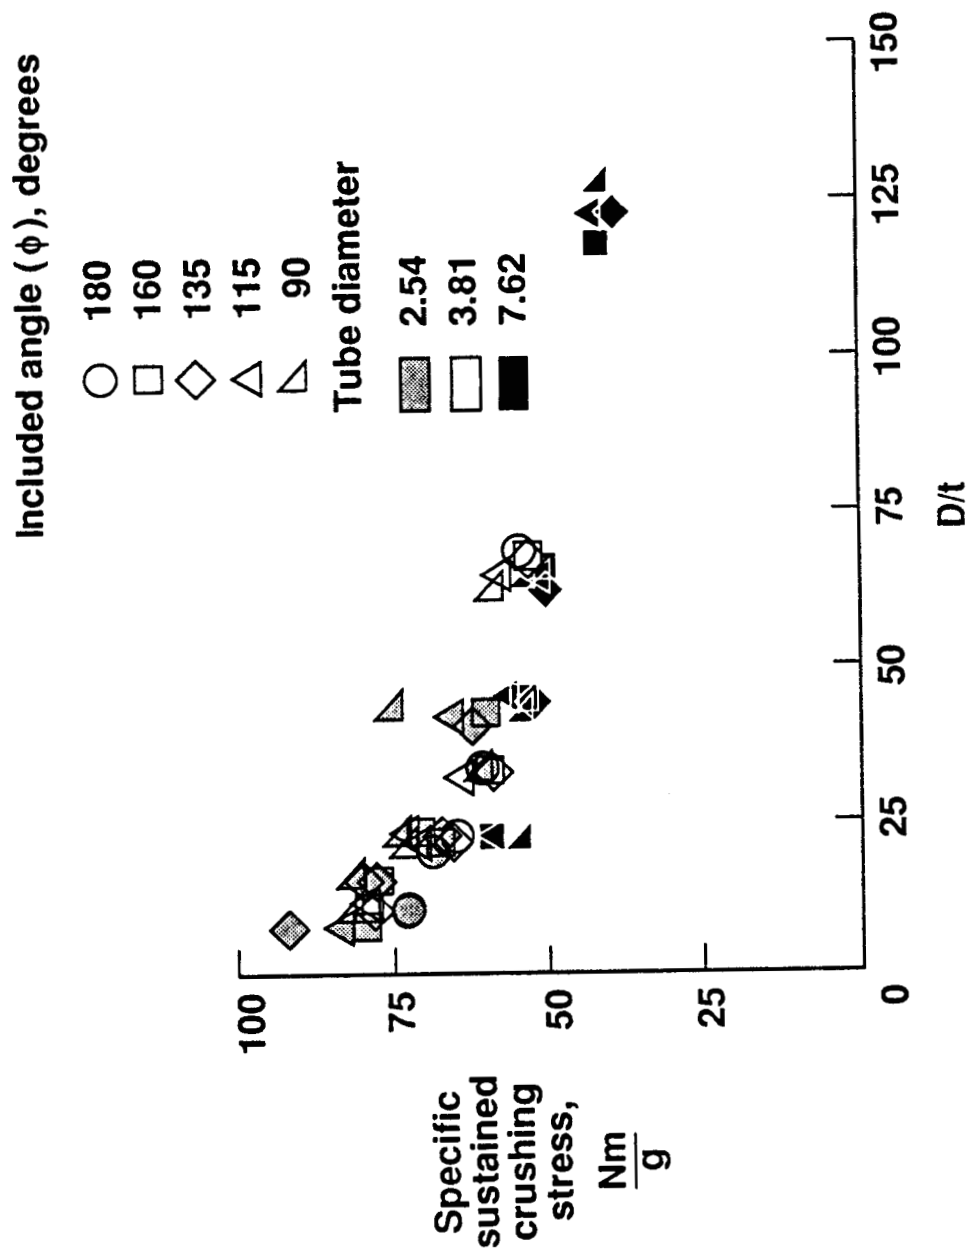 Included angle (ϕ), degrees
180
160
135
115
90
Tube diameter
2.54
3.81
7.62
Specific
sustained
crushing
stress,
Nm
g
100
75
50
25
0
25
50
75
100
125
150
D/t